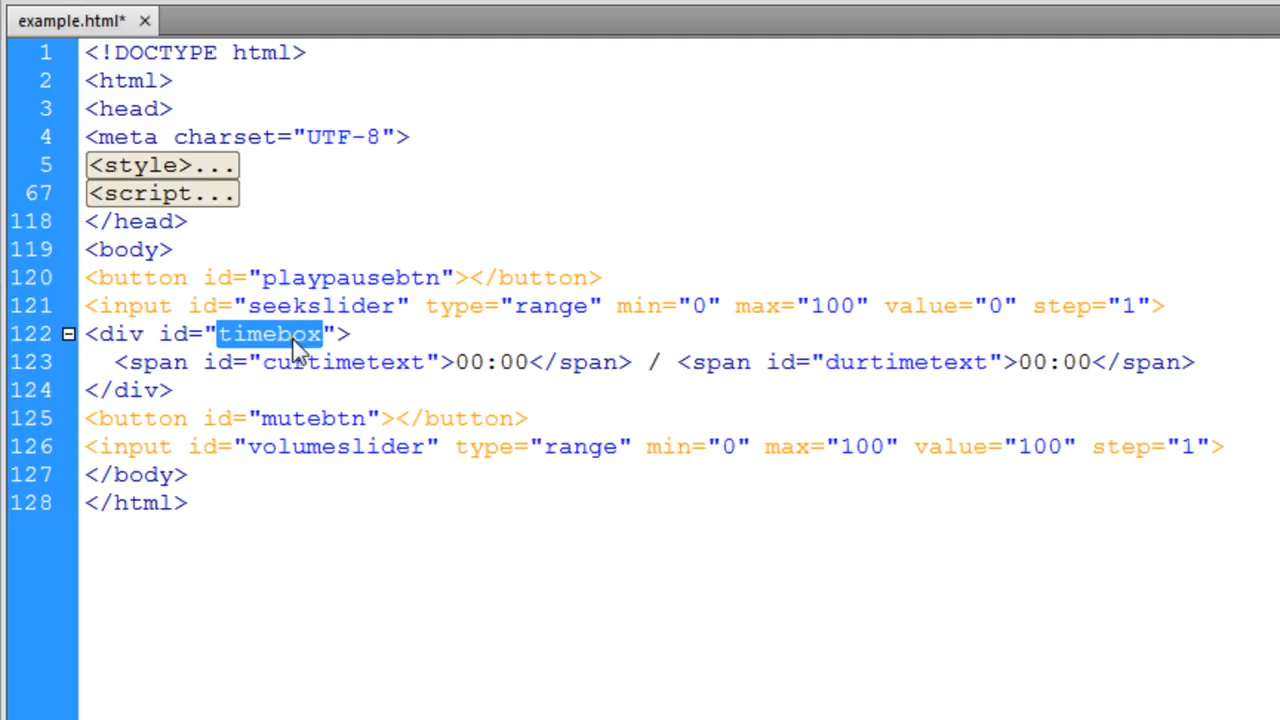 example.html* ×
1 <!DOCTYPE html>
2 <html>
3 <head>
4 <meta charset="UTF-8">
5 <style>...
67 <script...
118 </head>
119 <body>
120 <button id="playpausebtn"></button>
121 <input id="seekslider" type="range" min="0" max="100" value="0" step="1">
122 <div id="timebox">
123 <span id="curtimetext">00:00</span> / <span id="durtimetext">00:00</span>
124 </div>
125 <button id="mutebtn"></button>
126 <input id="volumeslider" type="range" min="0" max="100" value="100" step="1">
127 </body>
128 </html>